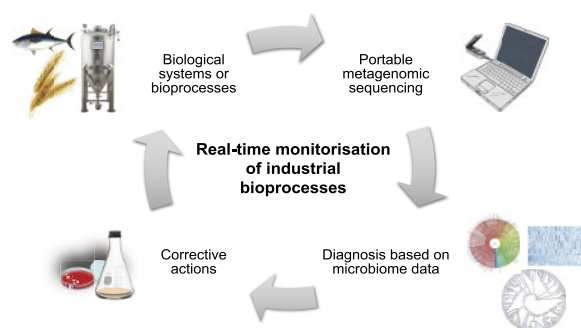 Biological
systems or
bioprocesses
Portable
metagenomic
sequencing
Real-time monitorisation
of industrial
bioprocesses
Corrective
actions
Diagnosis based on
microbiome data